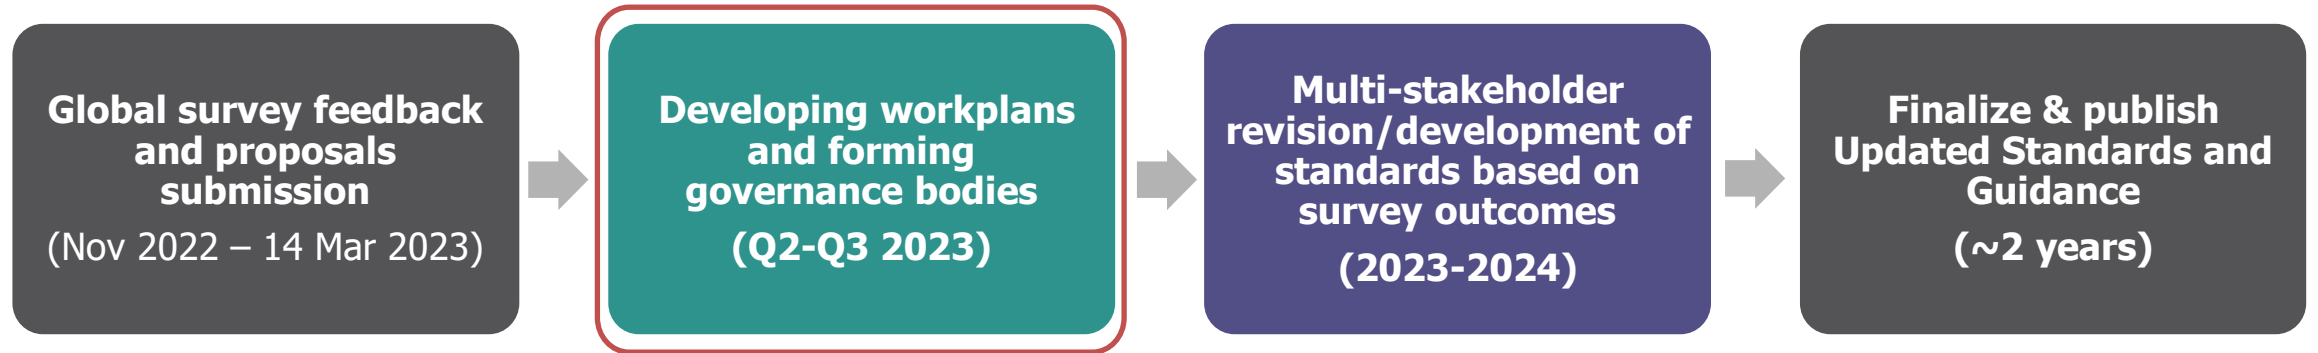 Global survey feedback
and proposals
submission
(Nov 2022 – 14 Mar 2023)
Developing workplans
and forming
governance bodies
(Q2-Q3 2023)
Multi-stakeholder
revision/development of
standards based on
survey outcomes
(2023-2024)
Finalize & publish
Updated Standards and
Guidance
(~2 years)